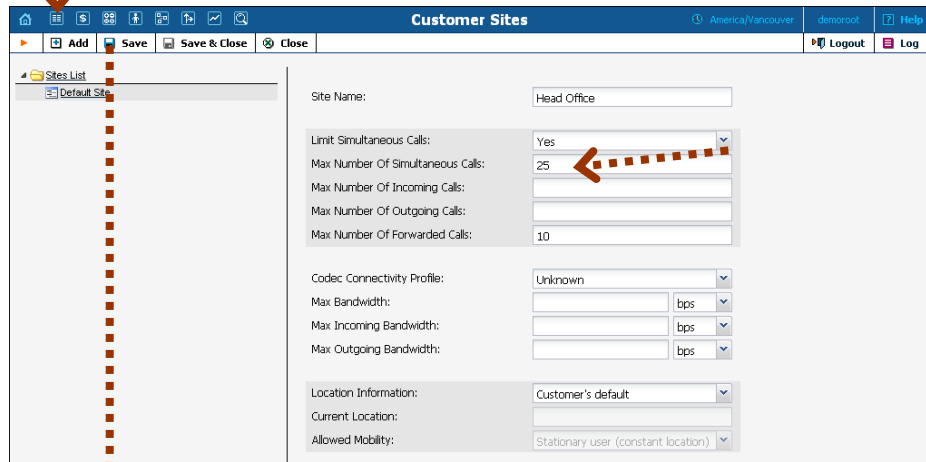 Customer Sites America/Vancouver demoroot Help
Add Save Save & Close Close Logout Log
Sites List
Default Site
Site Name: Head Office
Limit Simultaneous Calls: Yes
Max Number Of Simultaneous Calls: 25
Max Number Of Incoming Calls:
Max Number Of Outgoing Calls:
Max Number Of Forwarded Calls: 10
Codec Connectivity Profile: Unknown
Max Bandwidth: bps
Max Incoming Bandwidth: bps
Max Outgoing Bandwidth: bps
Location Information: Customer's default
Current Location:
Allowed Mobility: Stationary user (constant location)